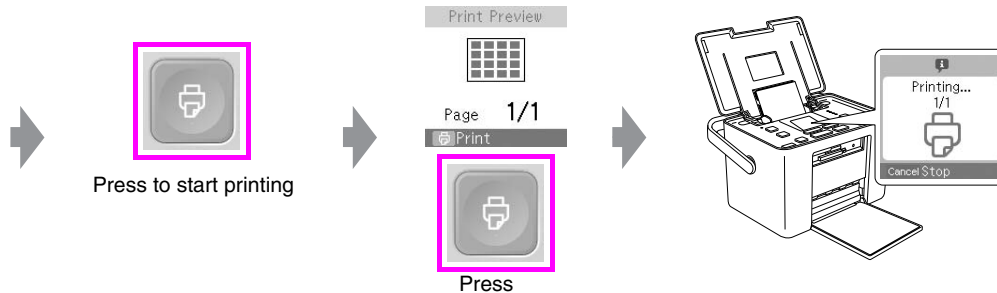 Press to start printing
Print Preview
Page 1/1
Print
Press
Printing...
1/1
Cancel Stop